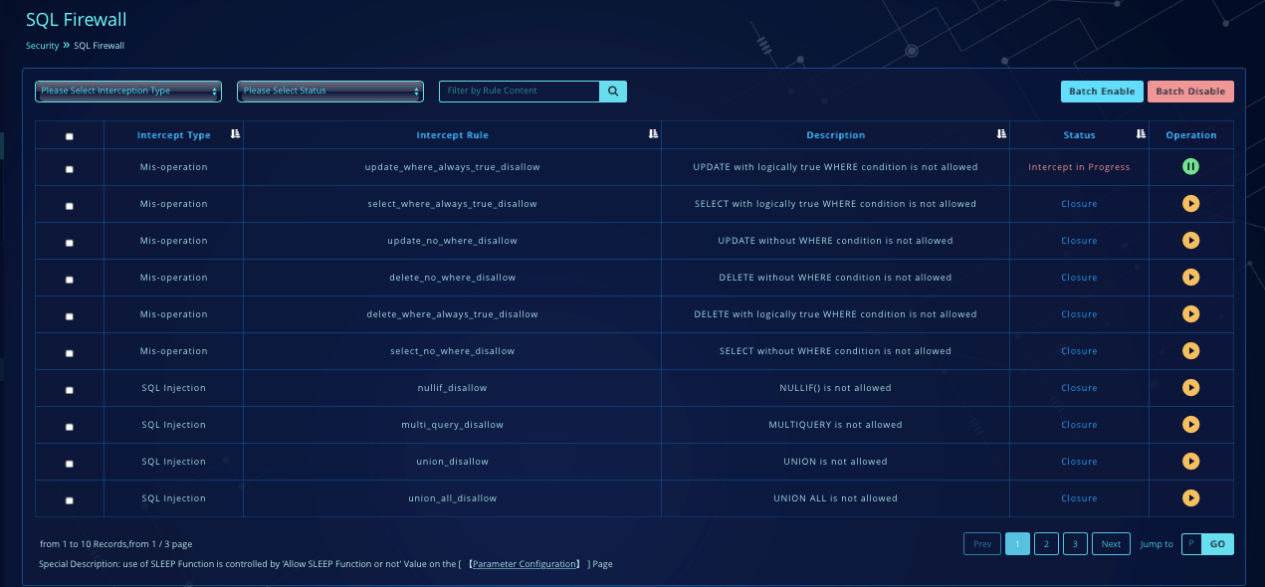 SQL Firewall
Security » SQL Firewall
Please Select Interception Type Please Select Status Filter by Rule Content Batch Enable Batch Disable
Intercept Type Intercept Rule Description Status Operation
Mis-operation update_where_always_true_disallow UPDATE with logically true WHERE condition is not allowed Intercept in Progress
Mis-operation select_where_always_true_disallow SELECT with logically true WHERE condition is not allowed Closure
Mis-operation update_no_where_disallow UPDATE without WHERE condition is not allowed Closure
Mis-operation delete_no_where_disallow DELETE without WHERE condition is not allowed Closure
Mis-operation delete_where_always_true_disallow DELETE with logically true WHERE condition is not allowed Closure
Mis-operation select_no_where_disallow SELECT without WHERE condition is not allowed Closure
SQL Injection nullif_disallow NULLIF() is not allowed Closure
SQL Injection multi_query_disallow MULTIQUERY is not allowed Closure
SQL Injection union_disallow UNION is not allowed Closure
SQL Injection union_all_disallow UNION ALL is not allowed Closure
from 1 to 10 Records,from 1 / 3 page Prev 1 2 3 Next Jump to P GO
Special Description: use of SLEEP Function is controlled by 'Allow SLEEP Function or not' Value on the [ 【Parameter Configuration】 ] Page